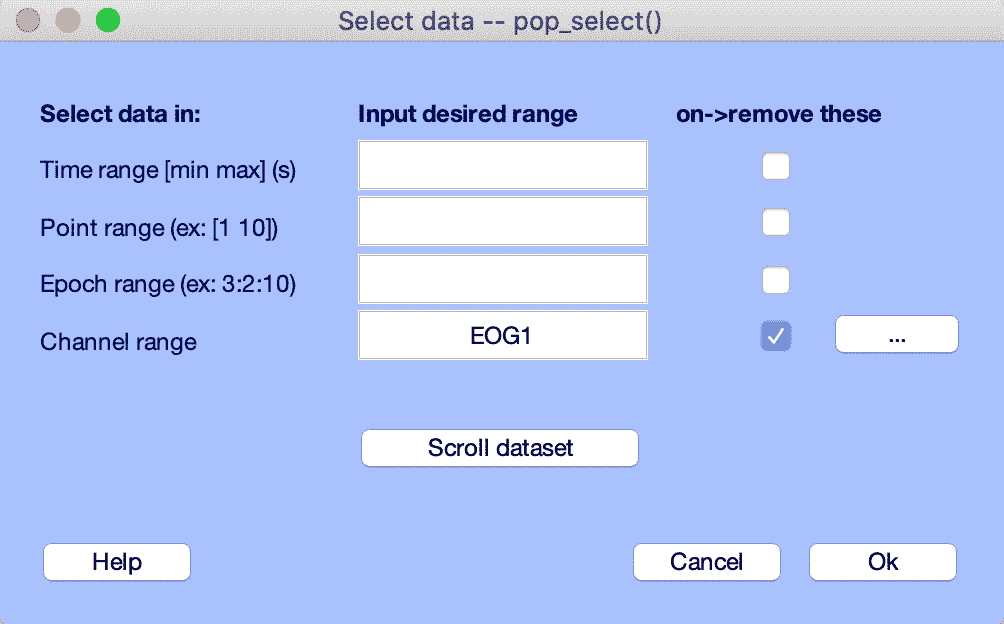 Select data -- pop_select()
Select data in: Input desired range on->remove these
Time range [min max] (s)
Point range (ex: [1 10])
Epoch range (ex: 3:2:10)
Channel range EOG1 ...
Scroll dataset
Help Cancel Ok